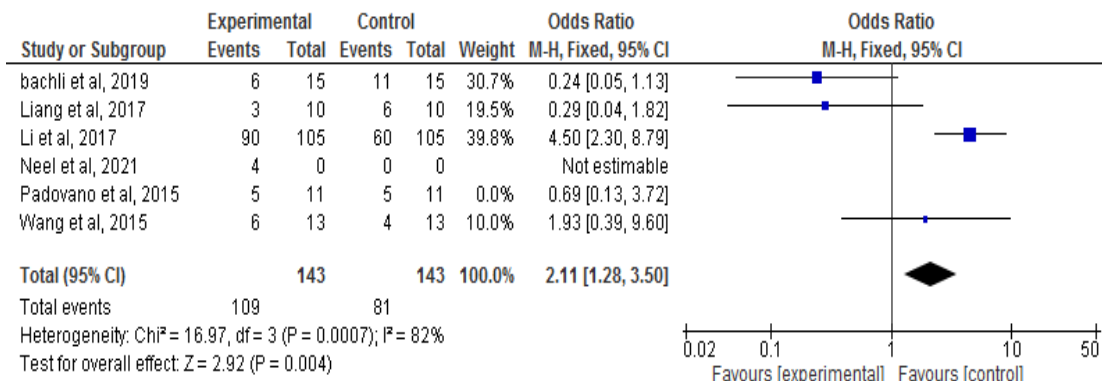 Experimental Control Odds Ratio Odds Ratio
Study or Subgroup Events Total Events Total Weight M-H, Fixed, 95% CI M-H, Fixed, 95% CI
bachli et al, 2019 6 15 11 15 30.7% 0.24 [0.05, 1.13]
Liang et al, 2017 3 10 6 10 19.5% 0.29 [0.04, 1.82]
Li et al, 2017 90 105 60 105 39.8% 4.50 [2.30, 8.79]
Neel et al, 2021 4 0 0 0 Not estimable
Padovano et al, 2015 5 11 5 11 0.0% 0.69 [0.13, 3.72]
Wang et al, 2015 6 13 4 13 10.0% 1.93 [0.39, 9.60]
Total (95% CI) 143 143 100.0% 2.11 [1.28, 3.50]
Total events 109 81
Heterogeneity: Chi² = 16.97, df = 3 (P = 0.0007); I² = 82%
Test for overall effect: Z = 2.92 (P = 0.004)
0.02 0.1 1 10 50
Favours [experimental] Favours [control]